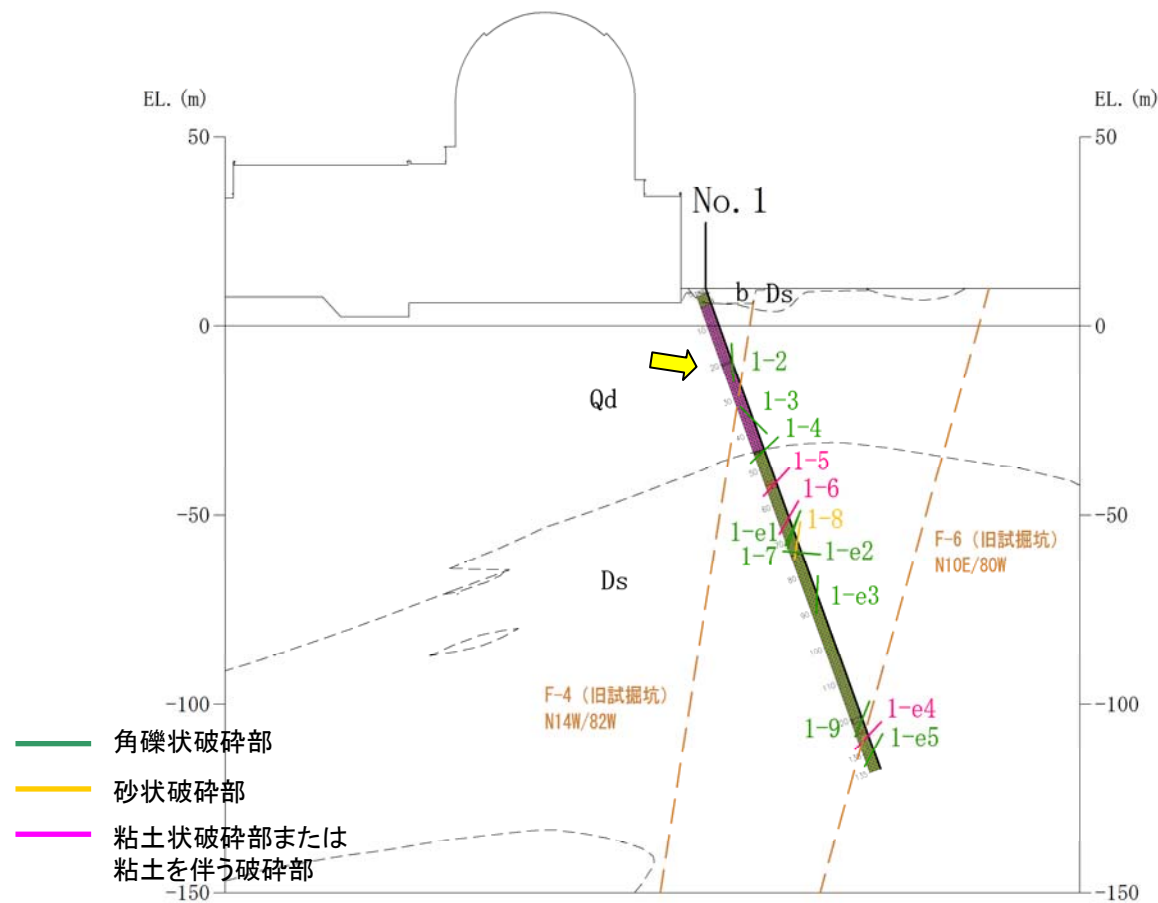 EL. (m)
EL. (m)
50
50
No. 1
b Ds
0
0
1-2
Qd
1-3
1-4
1-5
1-6
-50
-50
1-8
1-e1
1-7
1-e2
F-6 (旧試掘坑)
N10E/80W
Ds
1-e3
F-4 (旧試掘坑)
N14W/82W
-100
-100
1-e4
1-9
1-e5
角礫状破砕部
砂状破砕部
粘土状破砕部または
粘土を伴う破砕部
-150
-150